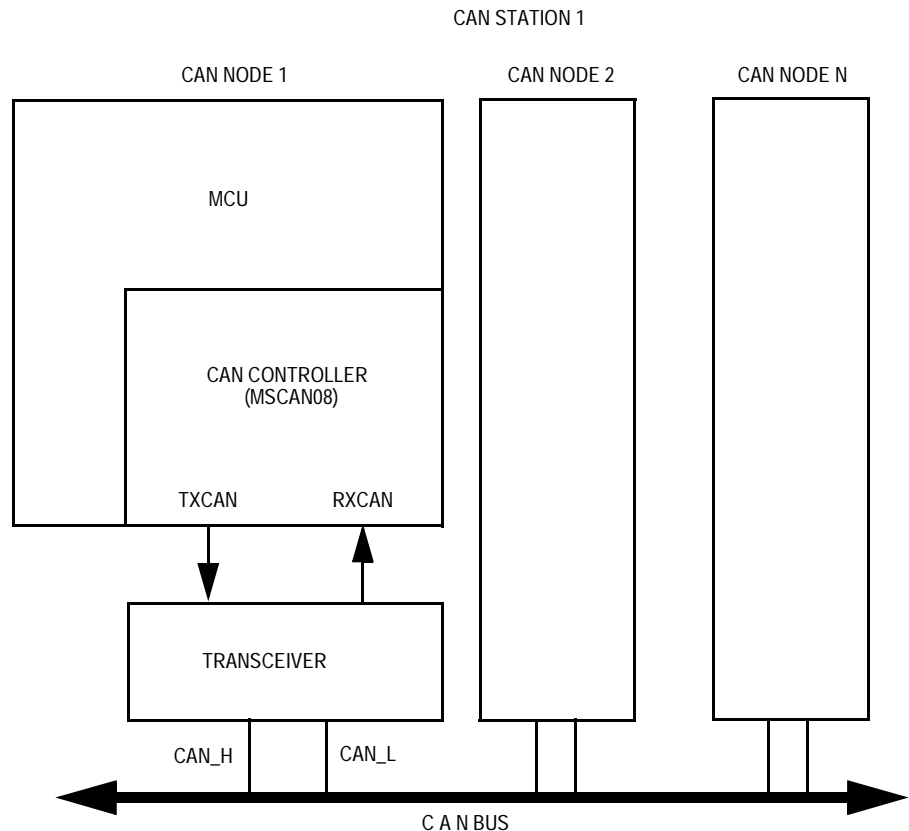 CAN STATION 1
CAN NODE 1
CAN NODE 2
CAN NODE N
MCU
CAN CONTROLLER
(MSCAN08)
TXCAN
RXCAN
TRANSCEIVER
CAN_H
CAN_L
C A N BUS